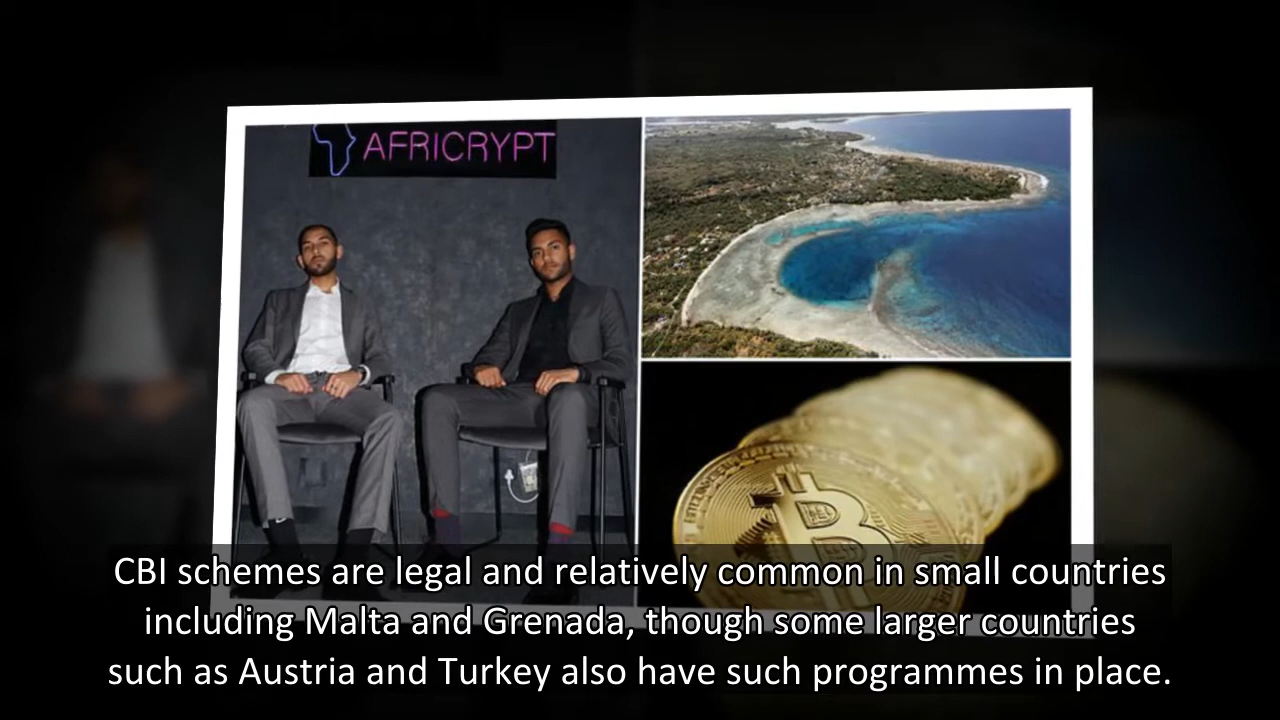 AFRICRYPT
CBI schemes are legal and relatively common in small countries
including Malta and Grenada, though some larger countries
such as Austria and Turkey also have such programmes in place.